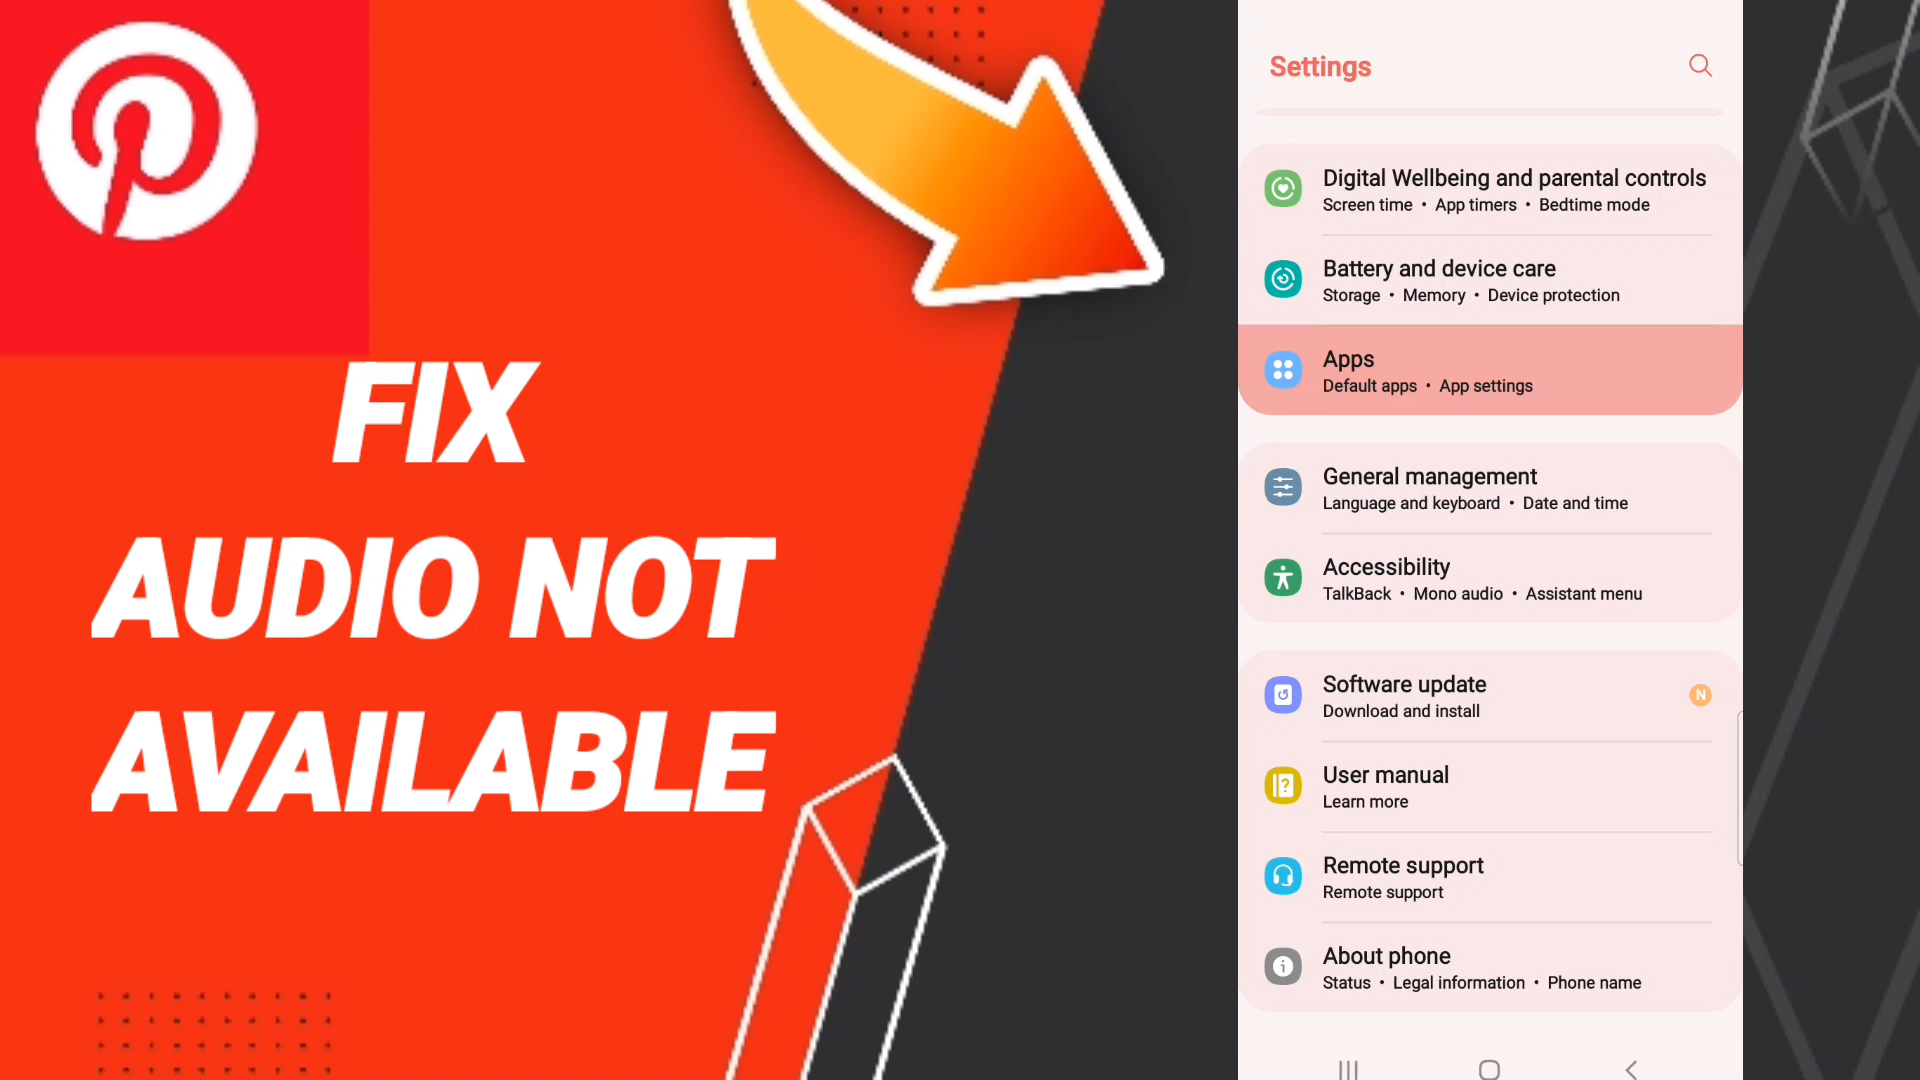 FIX
AUDIO NOT
AVAILABLE
Settings
Digital Wellbeing and parental controls
Screen time • App timers • Bedtime mode
Battery and device care
Storage • Memory • Device protection
Apps
Default apps • App settings
General management
Language and keyboard • Date and time
Accessibility
TalkBack • Mono audio • Assistant menu
Software update
N
Download and install
User manual
Learn more
Remote support
Remote support
About phone
Status • Legal information • Phone name